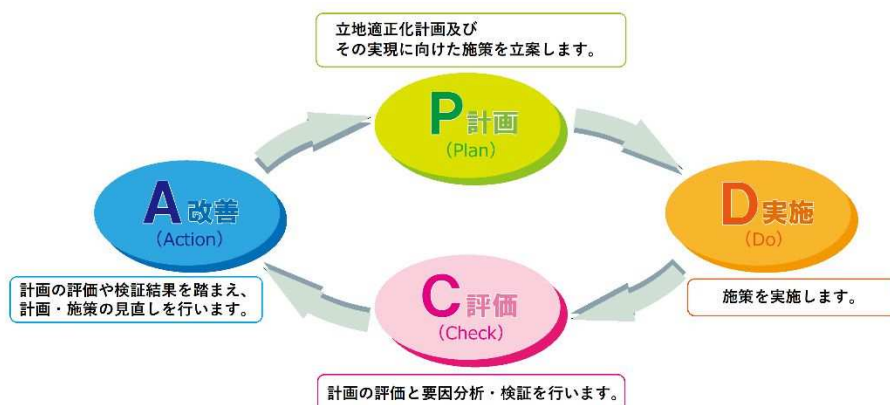 立地適正化計画及び
その実現に向けた施策を立案します。
P 計画
(Plan)
D 実施
(Do)
施策を実施します。
C 評価
(Check)
計画の評価と要因分析・検証を行います。
A 改善
(Action)
計画の評価や検証結果を踏まえ、
計画・施策の見直しを行います。